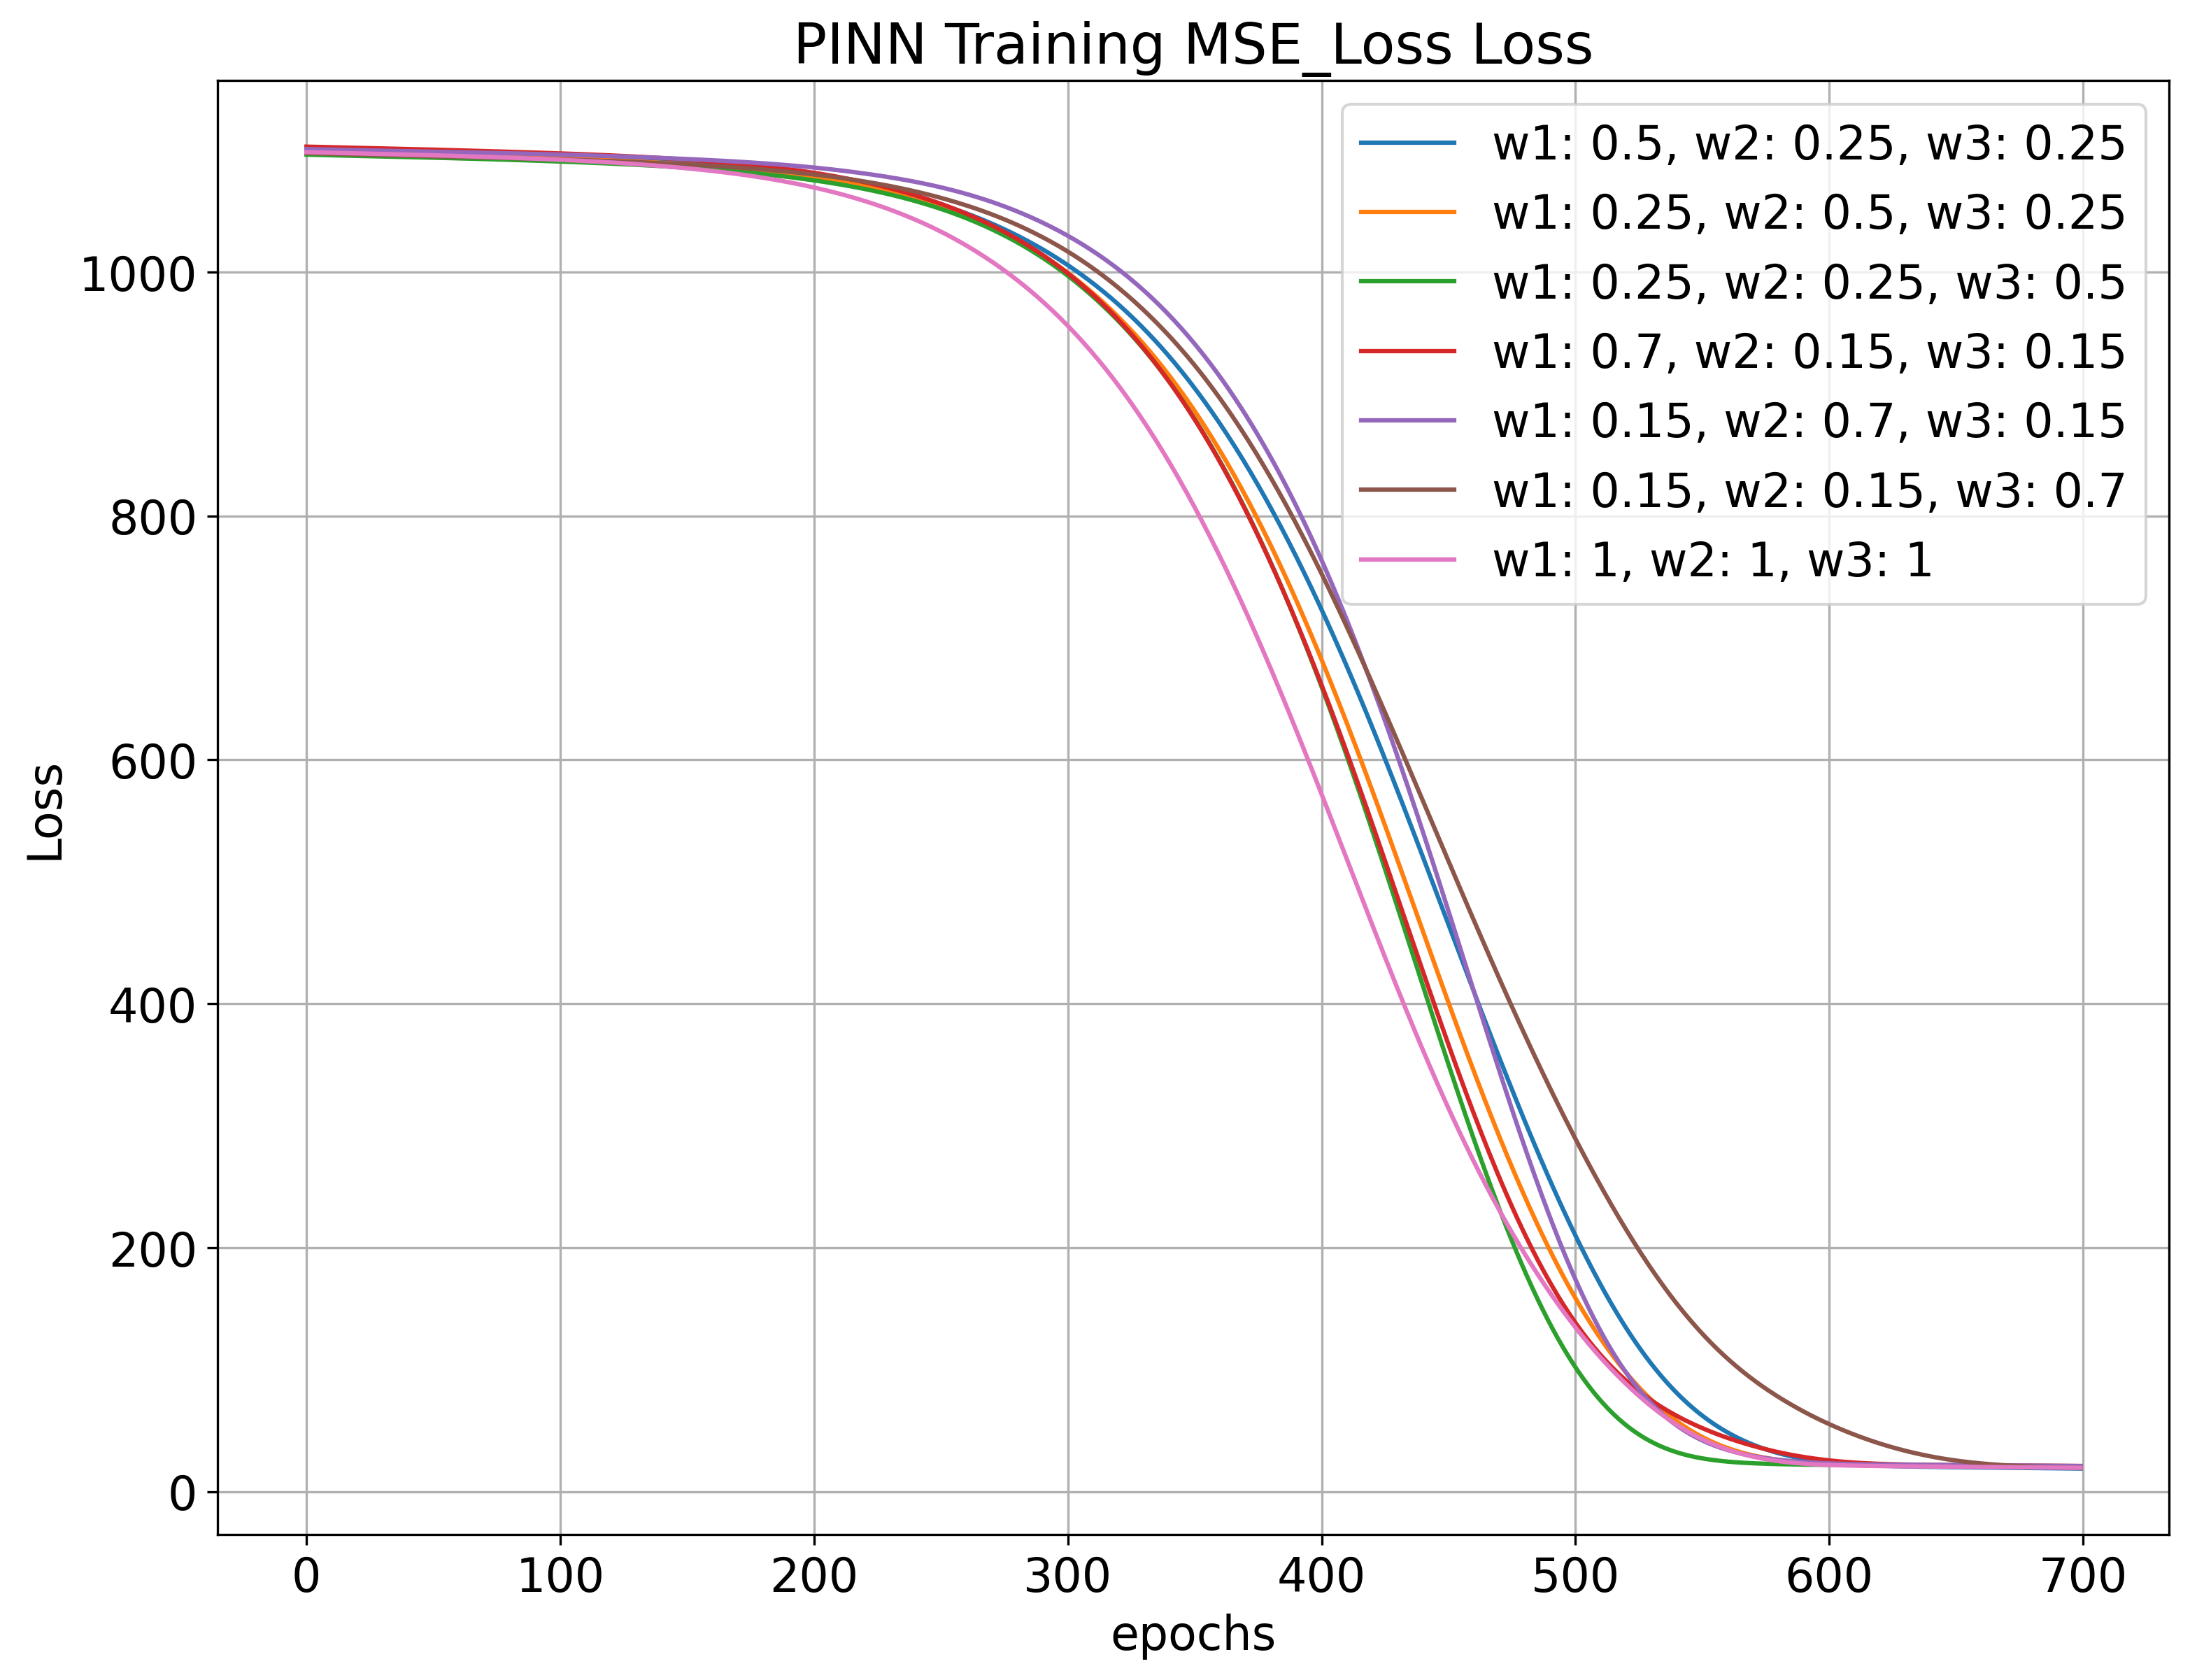 PINN Training MSE_Loss Loss
w1: 0.5, w2: 0.25, w3: 0.25
w1: 0.25, w2: 0.5, w3: 0.25
w1: 0.25, w2: 0.25, w3: 0.5
w1: 0.7, w2: 0.15, w3: 0.15
w1: 0.15, w2: 0.7, w3: 0.15
w1: 0.15, w2: 0.15, w3: 0.7
w1: 1, w2: 1, w3: 1
1000
800
600
400
200
0
Loss
0 100 200 300 400 500 600 700
epochs